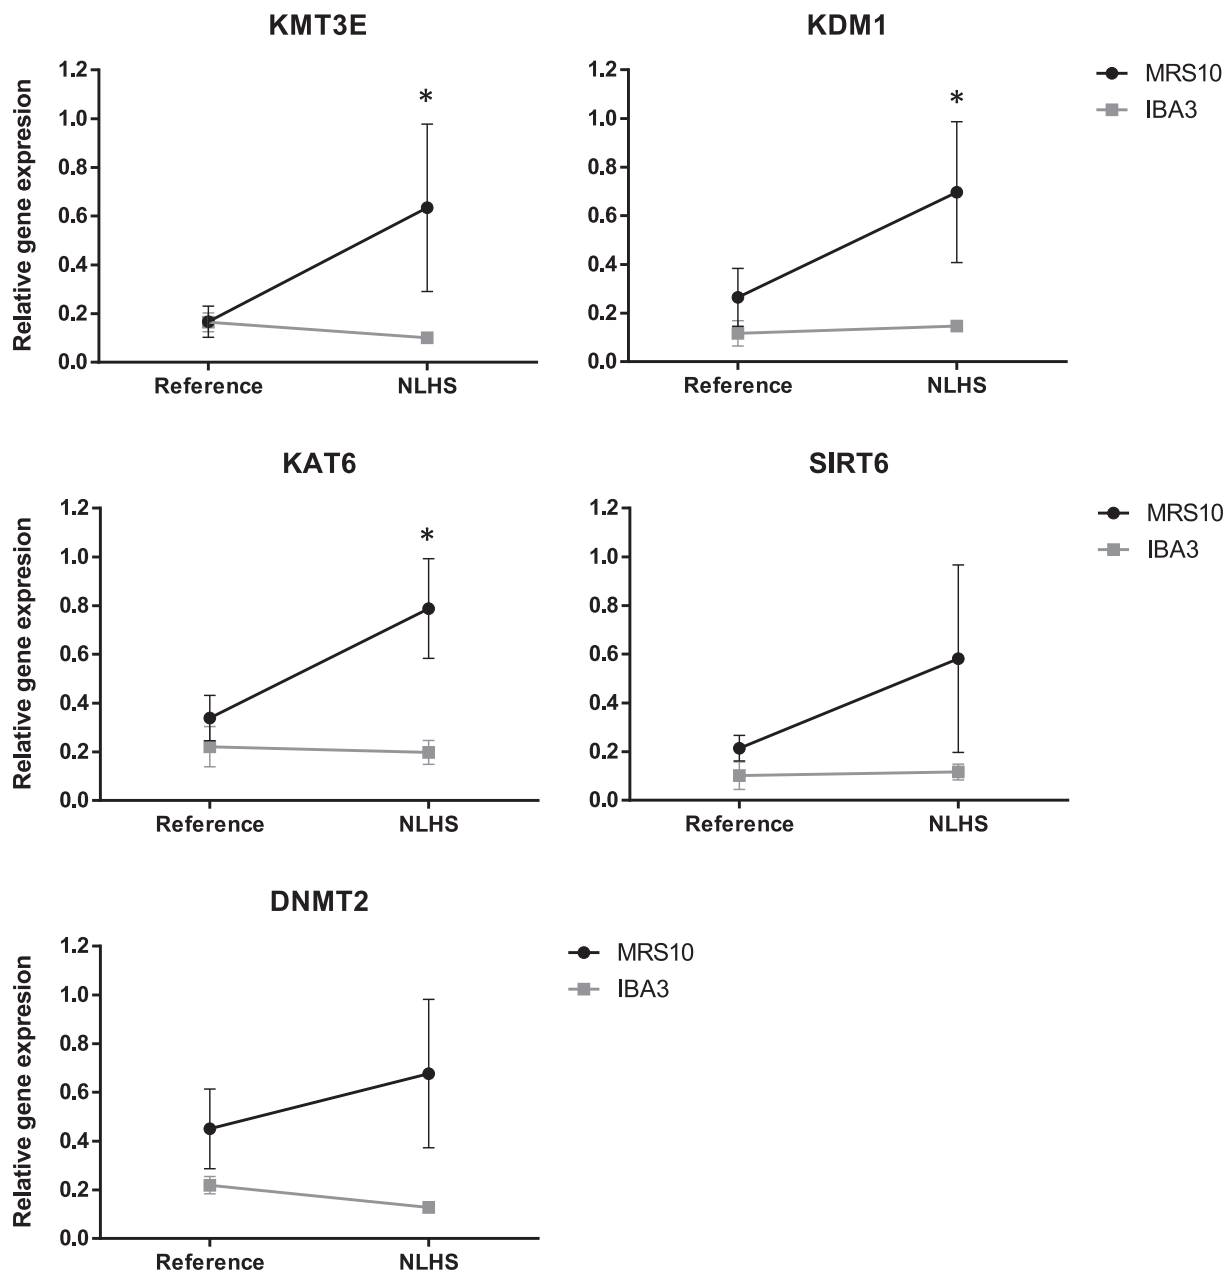 KMT3E
KDM1
Relative gene expresion
1.2
1.0
0.8
0.6
0.4
0.2
0.0
*
Reference
NLHS
1.2
1.0
0.8
0.6
0.4
0.2
0.0
*
Reference
NLHS
MRS10
IBA3
KAT6
SIRT6
Relative gene expresion
1.2
1.0
0.8
0.6
0.4
0.2
0.0
*
Reference
NLHS
1.2
1.0
0.8
0.6
0.4
0.2
0.0
Reference
NLHS
MRS10
IBA3
DNMT2
Relative gene expresion
1.2
1.0
0.8
0.6
0.4
0.2
0.0
Reference
NLHS
MRS10
IBA3